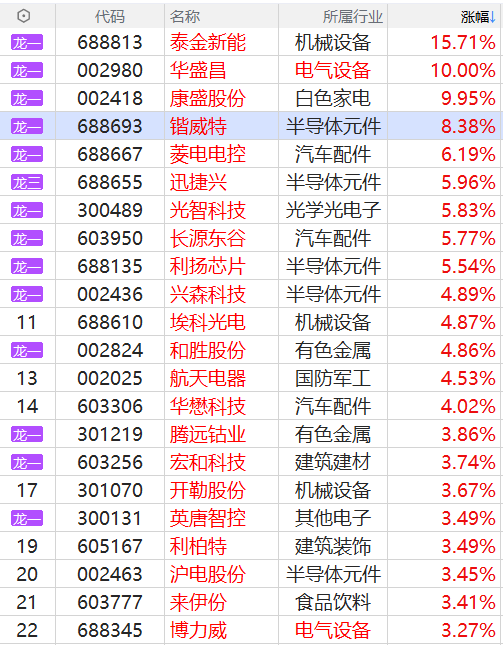 代码 名称 所属行业 涨幅↓
龙一 688813 泰金新能 机械设备 15.71%
龙一 002980 华盛昌 电气设备 10.00%
龙一 002418 康盛股份 白色家电 9.95%
龙一 688693 锴威特 半导体元件 8.38%
龙一 688667 菱电电控 汽车配件 6.19%
龙三 688655 迅捷兴 半导体元件 5.96%
龙一 300489 光智科技 光学光电子 5.83%
龙一 603950 长源东谷 汽车配件 5.77%
龙一 688135 利扬芯片 半导体元件 5.54%
龙一 002436 兴森科技 半导体元件 4.89%
11 688610 埃科光电 机械设备 4.87%
龙一 002824 和胜股份 有色金属 4.86%
13 002025 航天电器 国防军工 4.53%
14 603306 华懋科技 汽车配件 4.02%
龙一 301219 腾远钴业 有色金属 3.86%
龙一 603256 宏和科技 建筑建材 3.74%
17 301070 开勒股份 机械设备 3.67%
龙一 300131 英唐智控 其他电子 3.49%
19 605167 利柏特 建筑装饰 3.49%
20 002463 沪电股份 半导体元件 3.45%
21 603777 来伊份 食品饮料 3.41%
22 688345 博力威 电气设备 3.27%